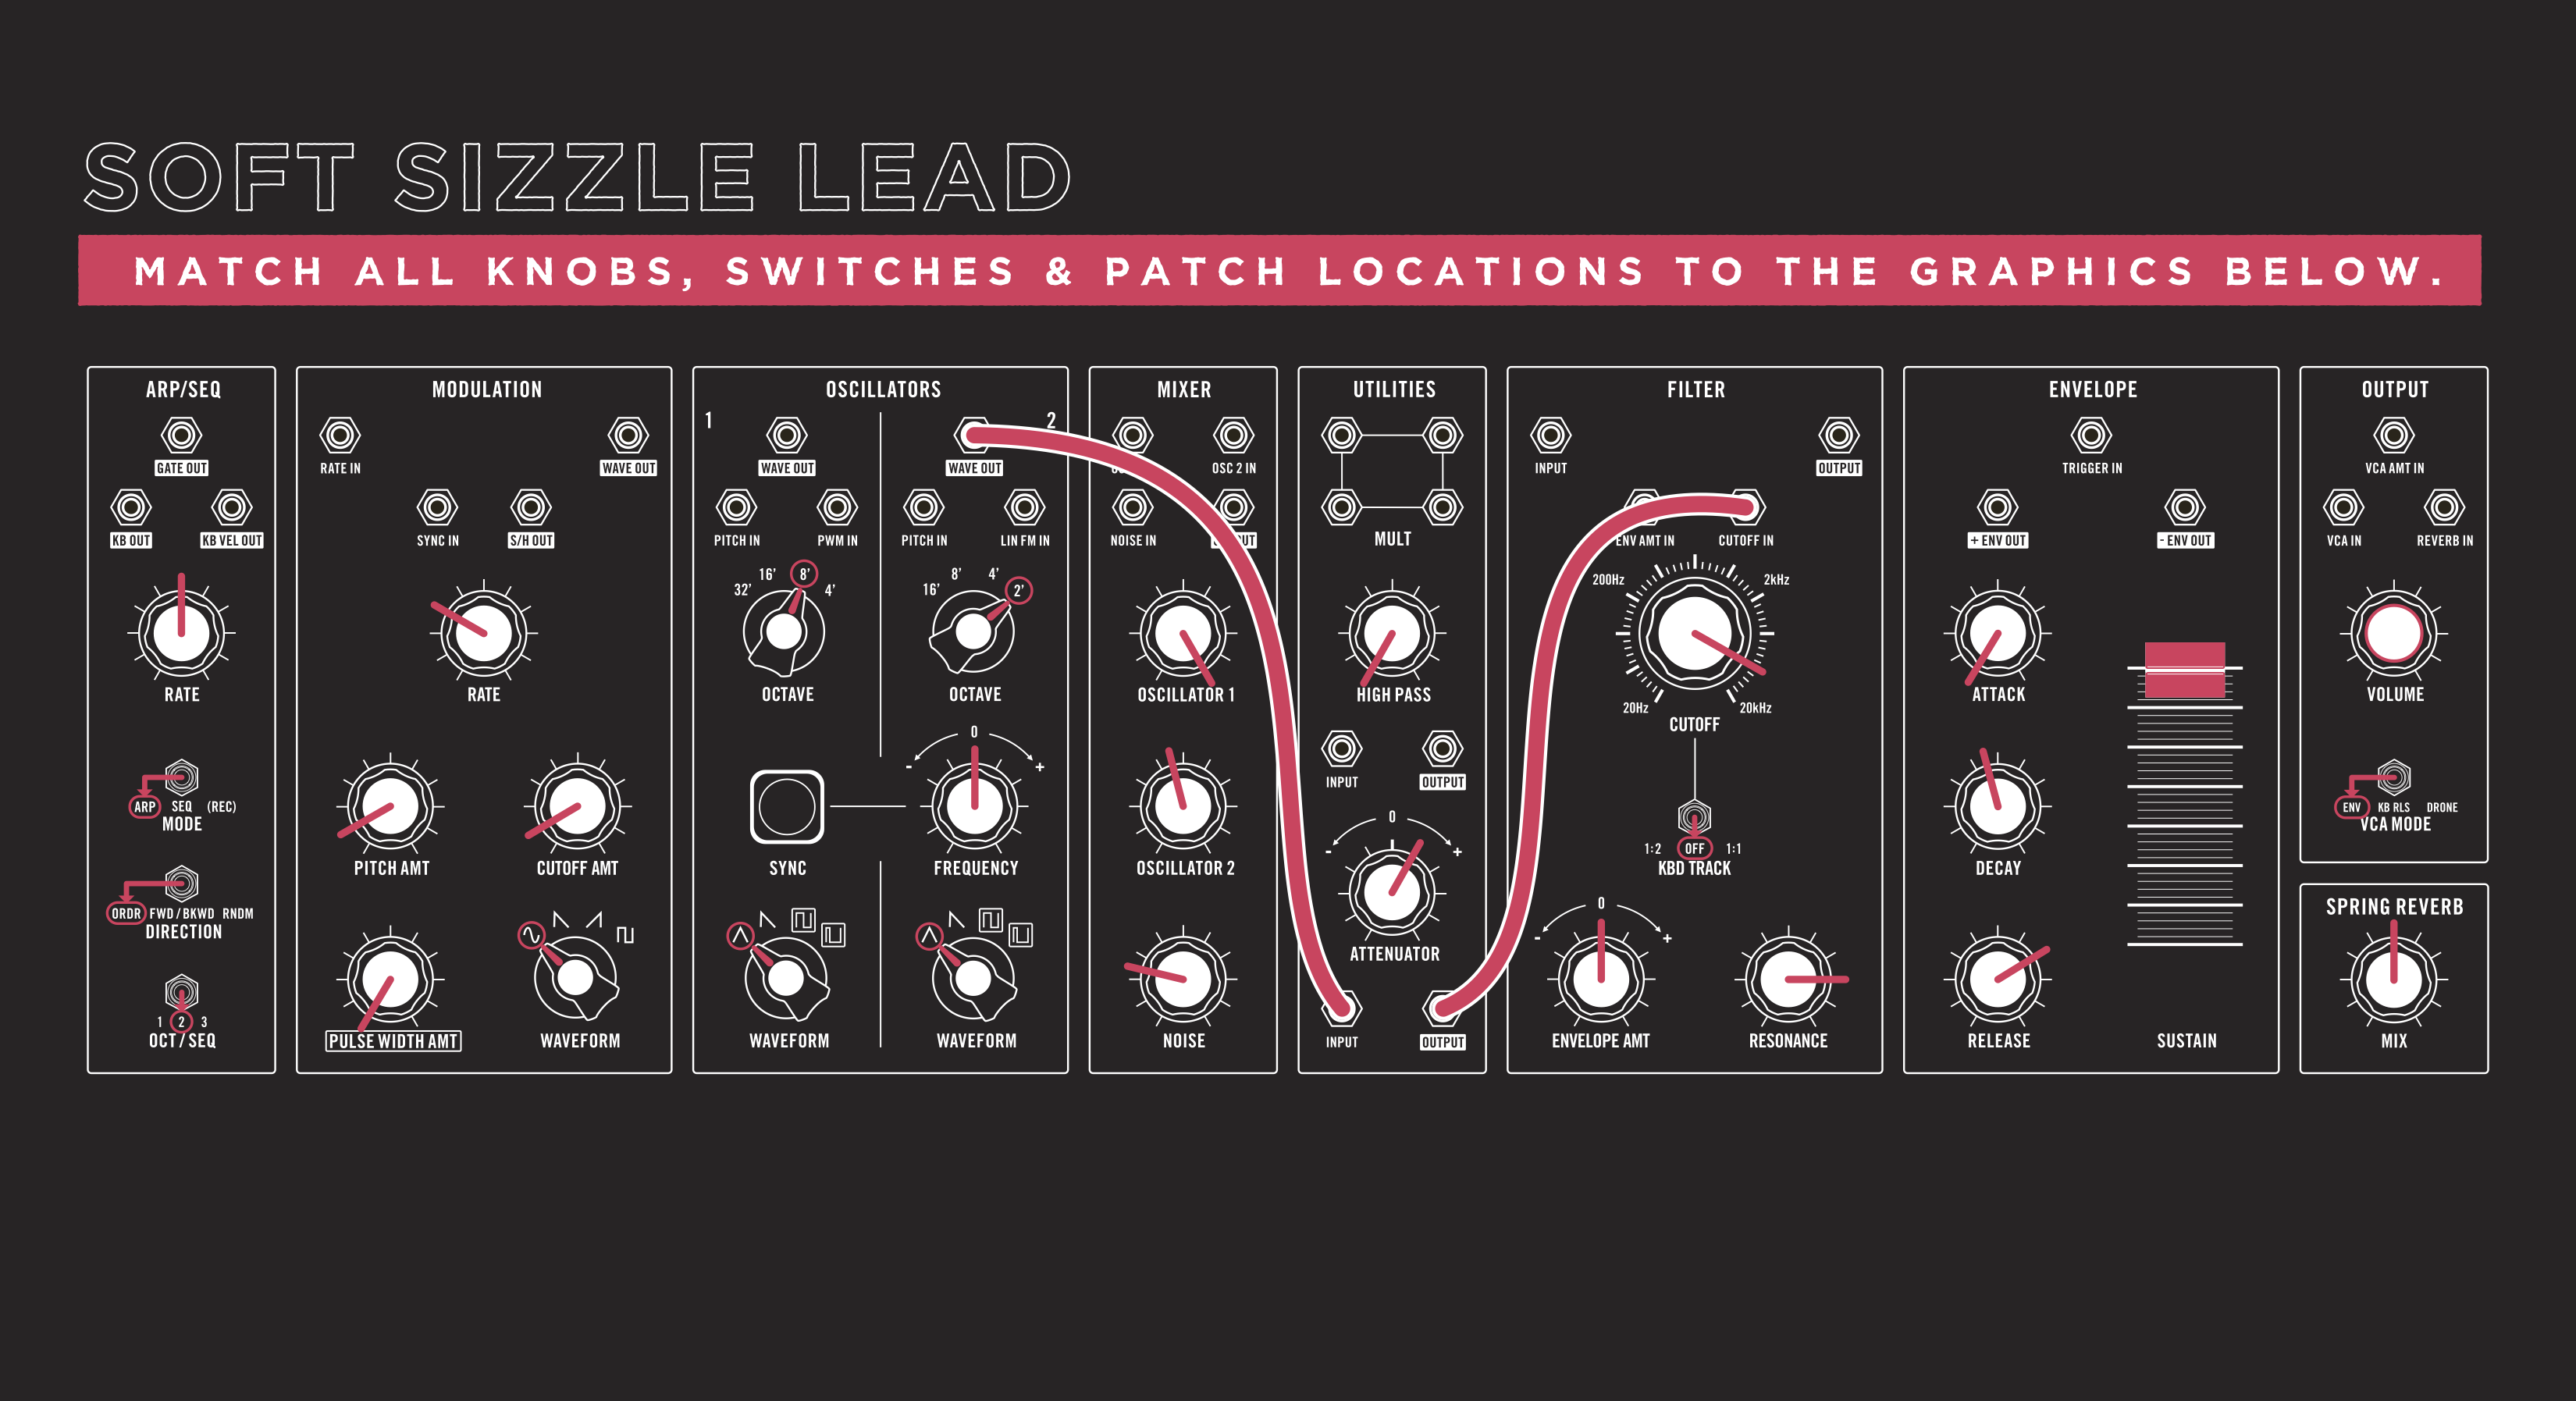 SOFT SIZZLE LEAD
MATCH ALL KNOBS, SWITCHES & PATCH LOCATIONS TO THE GRAPHICS BELOW.
ARP/SEQ
GATE OUT
KB OUT KB VEL OUT
RATE
ARP SEQ (REC)
MODE
ORDR FWD / BKWD RNDM
DIRECTION
1 2 3
OCT / SEQ
MODULATION
RATE IN WAVE OUT
SYNC IN S/H OUT
RATE
PITCH AMT CUTOFF AMT
PULSE WIDTH AMT WAVEFORM
OSCILLATORS
1 2
WAVE OUT WAVE OUT
PITCH IN PWM IN PITCH IN LIN FM IN
32' 16' 8' 4'
OCTAVE
16' 8' 4' 2'
OCTAVE
SYNC
- 0 +
FREQUENCY
WAVEFORM WAVEFORM
MIXER
OSC 2 IN
NOISE IN
OSCILLATOR 1
OSCILLATOR 2
NOISE
UTILITIES
MULT
HIGH PASS
INPUT OUTPUT
- 0 +
ATTENUATOR
INPUT OUTPUT
FILTER
INPUT OUTPUT
ENV AMT IN CUTOFF IN
200Hz 2kHz
20Hz 20kHz
CUTOFF
1:2 OFF 1:1
KBD TRACK
- 0 +
ENVELOPE AMT RESONANCE
ENVELOPE
TRIGGER IN
+ ENV OUT - ENV OUT
ATTACK
DECAY
RELEASE SUSTAIN
OUTPUT
VCA AMT IN
VCA IN REVERB IN
VOLUME
ENV KB RLS DRONE
VCA MODE
SPRING REVERB
MIX